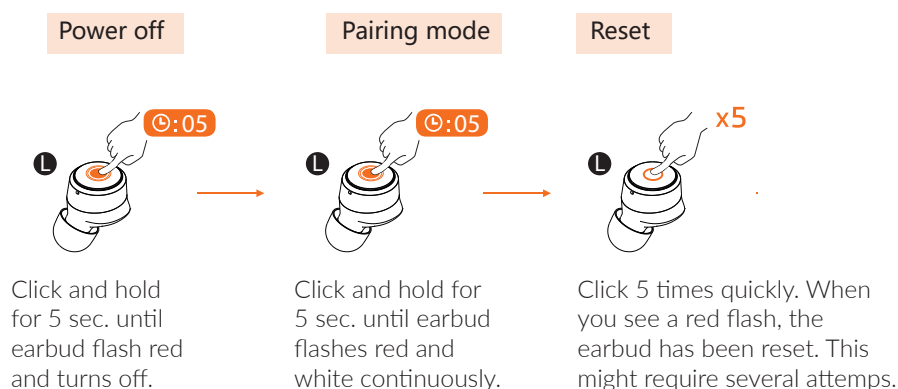 Power off
Pairing mode
Reset
:05
:05
x5
L
L
L
Click and hold
for 5 sec. until
earbud flash red
and turns off.
Click and hold for
5 sec. until earbud
flashes red and
white continuously.
Click 5 times quickly. When
you see a red flash, the
earbud has been reset. This
might require several attemps.